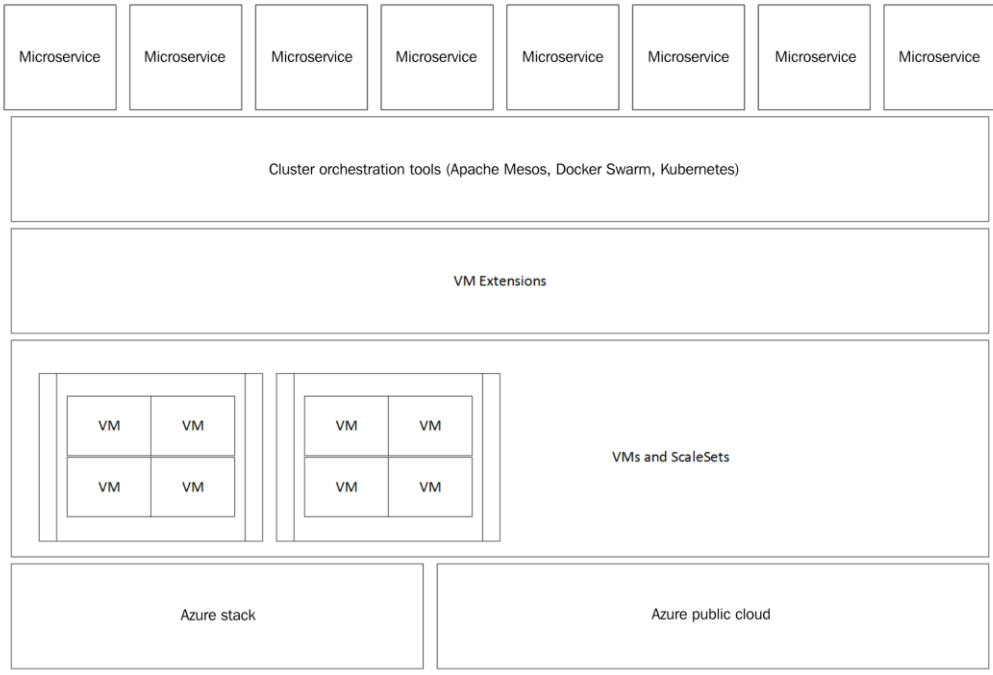 Microservice Microservice Microservice Microservice Microservice Microservice Microservice Microservice
Cluster orchestration tools (Apache Mesos, Docker Swarm, Kubernetes)
VM Extensions
VM VM VM VM
VM VM VM VM
VMs and ScaleSets
Azure stack Azure public cloud